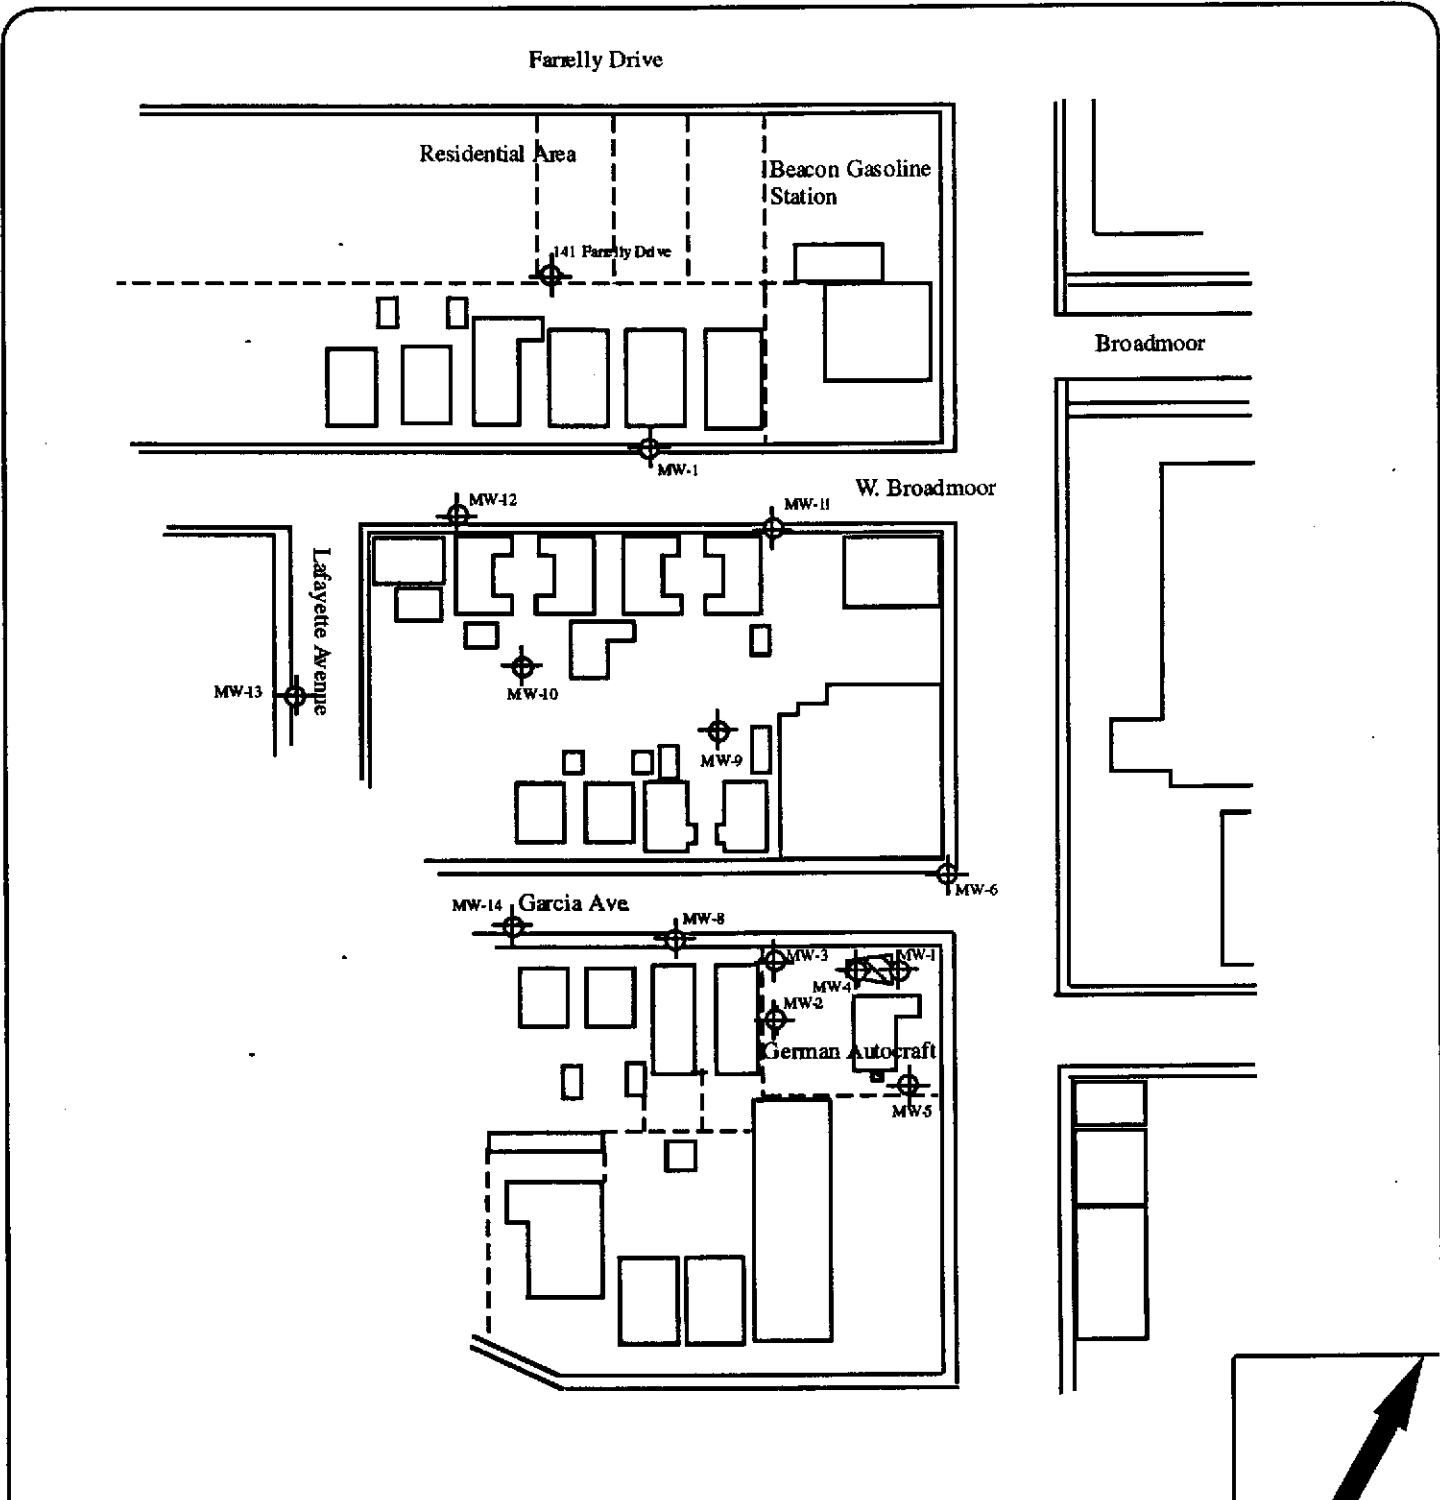 Farrelly Drive
Residential Area
Beacon Gasoline
Station
141 Farrelly Drive
Broadmoor
MW-1
W. Broadmoor
MW-12
MW-11
Lafayette Avenue
MW-13
MW-10
MW-9
MW-6
MW-14
Garcia Ave.
MW-8
MW-3
MW-1
MW-4
MW-2
German Autocraft
MW-5